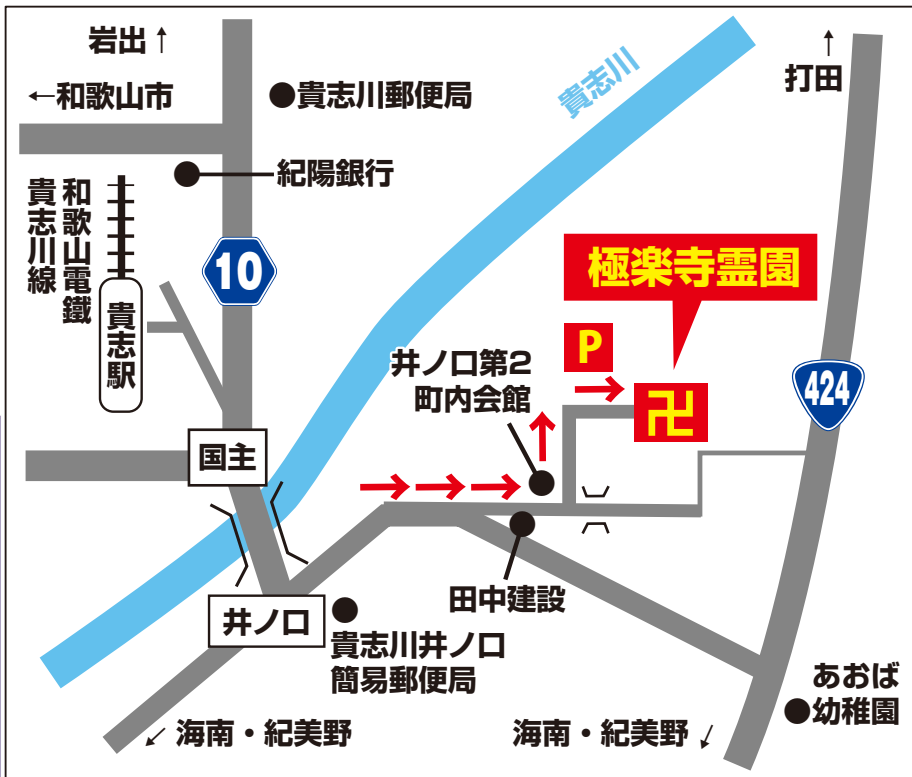 岩出↑
←和歌山市
●貴志川郵便局
紀陽銀行
貴志川
↑
打田
和歌山電鐵
貴志川線
貴志駅
10
極楽寺霊園
P
卍
井ノ口第2
町内会館
424
国主
井ノ口
田中建設
貴志川井ノ口
簡易郵便局
あおば
●幼稚園
↙海南・紀美野
海南・紀美野↙